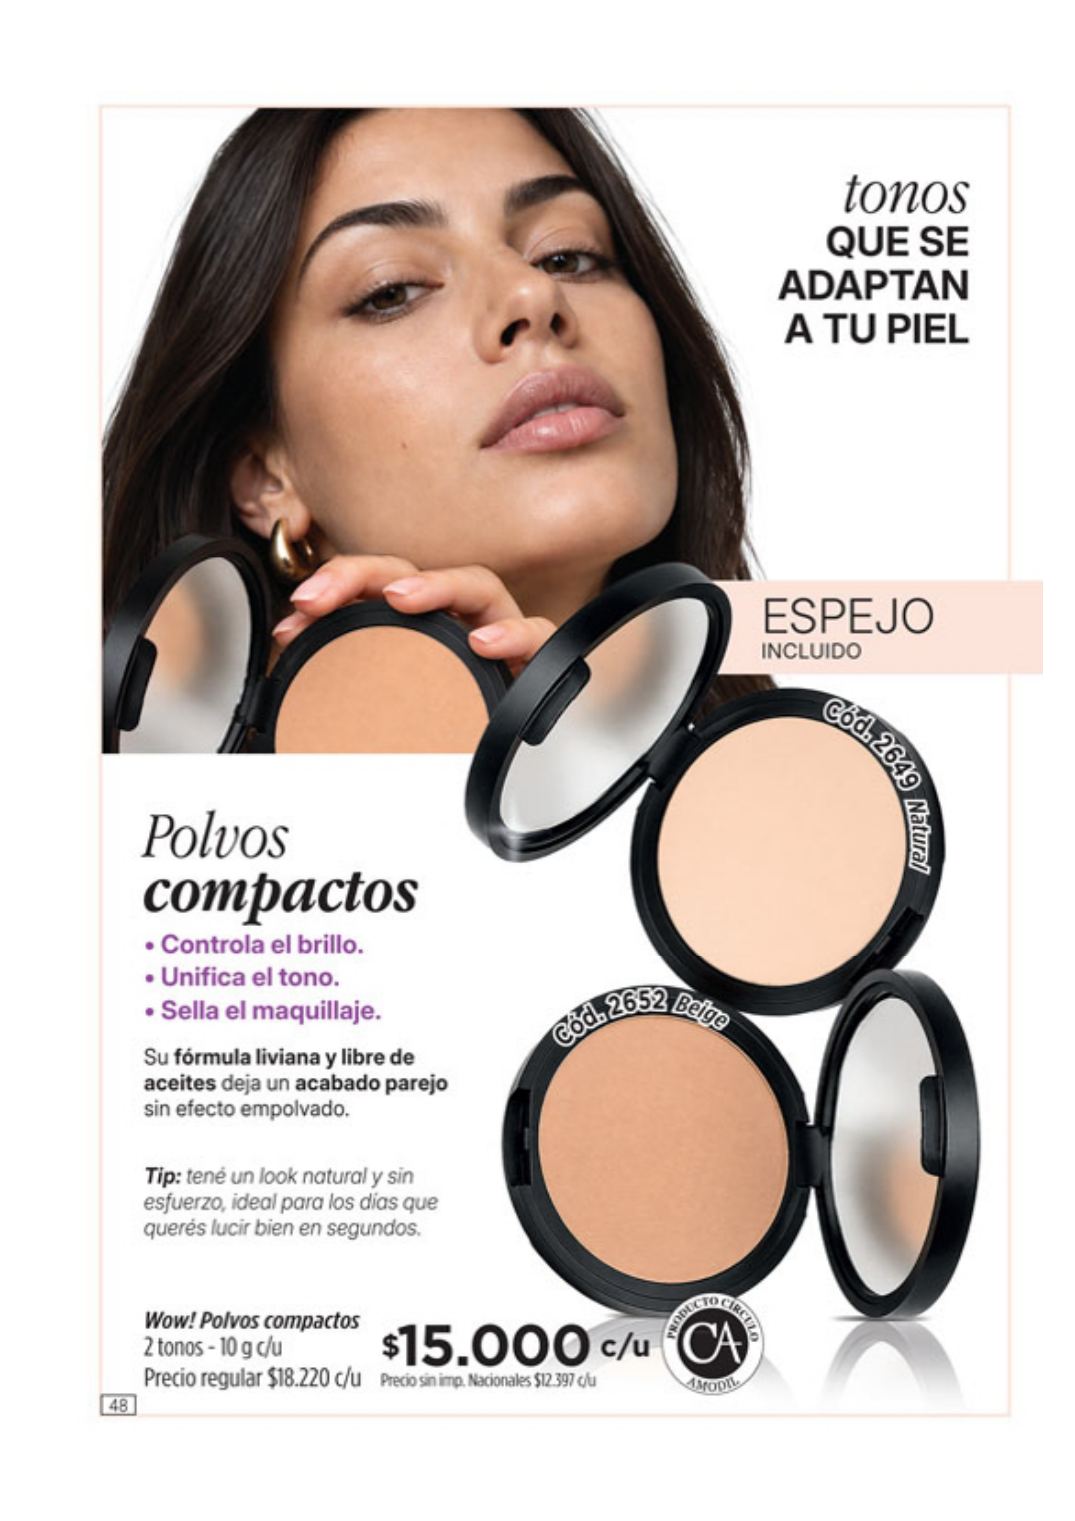 tonos
QUE SE
ADAPTAN
A TU PIEL
ESPEJO
INCLUIDO
Cód. 2649 Natural
Polvos
compactos
• Controla el brillo.
• Unifica el tono.
• Sella el maquillaje.
Cód. 2652 Beige
Su fórmula liviana y libre de
aceites deja un acabado parejo
sin efecto empolvado.
Tip: tené un look natural y sin
esfuerzo, ideal para los días que
querés lucir bien en segundos.
Wow! Polvos compactos
2 tonos - 10 g c/u
Precio regular $18.220 c/u
$15.000 c/u
Precio sin imp. Nacionales $12.397 c/u
PRODUCTO CÍRCULO
CA
AMODIL
48